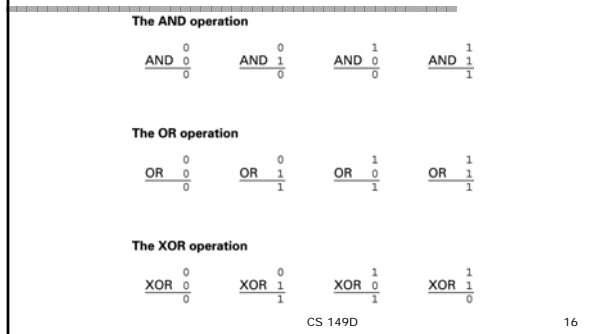 The AND operation
0 0 1 1
AND 0 AND 1 AND 0 AND 1
0 0 0 1
The OR operation
0 0 1 1
OR 0 OR 1 OR 0 OR 1
0 1 1 1
The XOR operation
0 0 1 1
XOR 0 XOR 1 XOR 0 XOR 1
0 1 1 0
CS 149D 16